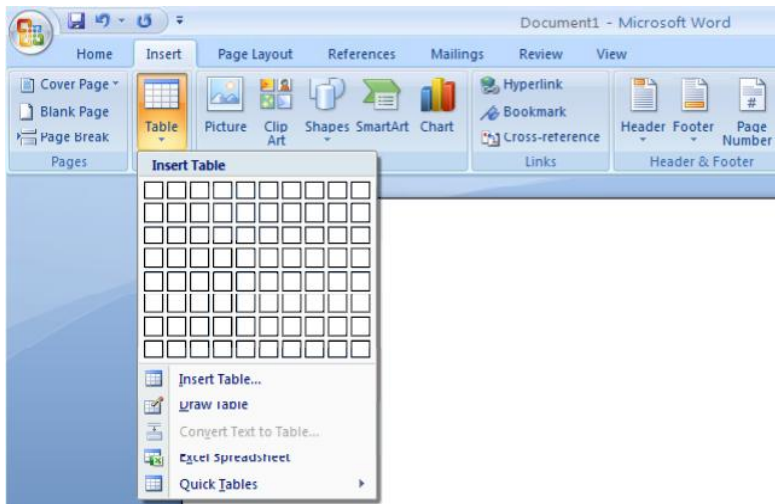 Document1 - Microsoft Word
Home Insert Page Layout References Mailings Review View
Cover Page
Blank Page
Page Break
Pages
Table
Picture
Clip Art
Shapes
SmartArt
Chart
Hyperlink
Bookmark
Cross-reference
Links
Header
Footer
Page Number
#
Header & Footer
Insert Table
Insert Table...
Draw Table
Convert Text to Table...
Excel Spreadsheet
Quick Tables